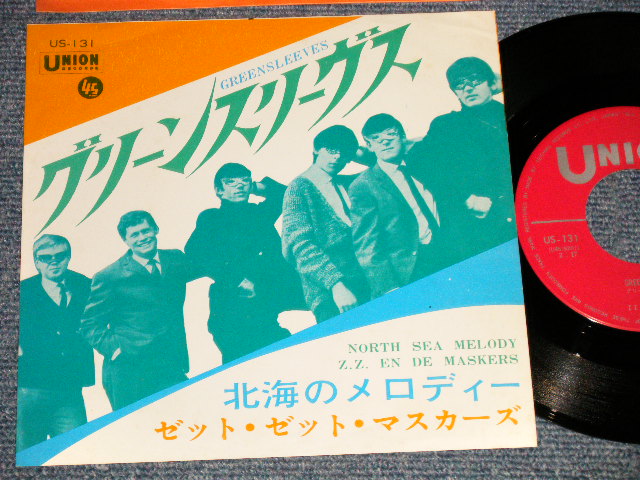 US-131
UNION
RECORDS
45
GREENSLEEVES
グリーンスリーヴス
NORTH SEA MELODY
Z.Z. EN DE MASKERS
北海のメロディー
ゼット・ゼット・マスカーズ
UNION
US-131